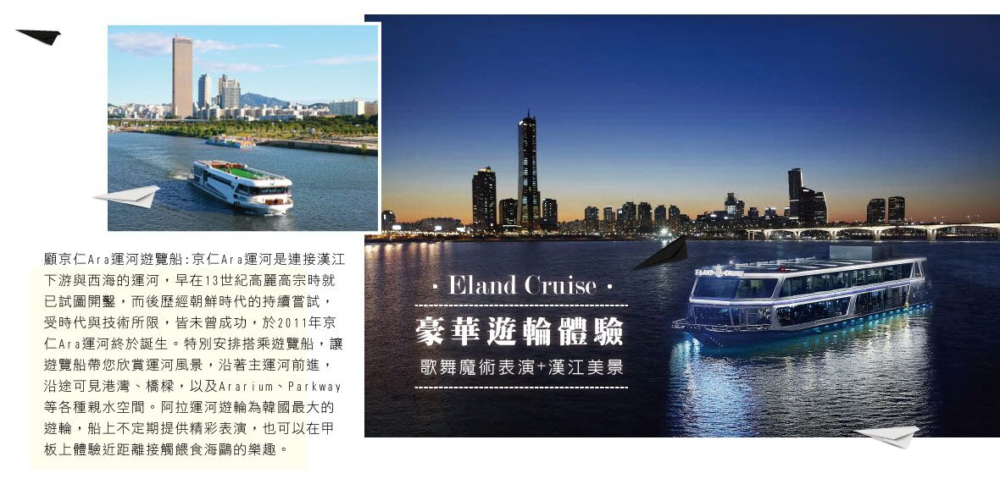 顧京仁Ara運河遊覽船:京仁Ara運河是連接漢江
下游與西海的運河，早在13世紀高麗高宗時就
已試圖開鑿，而後歷經朝鮮時代的持續嘗試，
受時代與技術所限，皆未曾成功，於2011年京
仁Ara運河終於誕生。特別安排搭乘遊覽船，讓
遊覽船帶您欣賞運河風景，沿著主運河前進，
沿途可見港灣、橋樑，以及Ararium、Parkway
等各種親水空間。阿拉運河遊輪為韓國最大的
遊輪，船上不定期提供精彩表演，也可以在甲
板上體驗近距離接觸餵食海鷗的樂趣。
· Eland Cruise ·
豪華遊輪體驗
歌舞魔術表演+漢江美景
E·LAND CRUISE